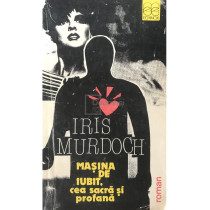 IRIS
MURDOCH
MAȘINA
DE
IUBIT,
cea sacră și
profană
roman